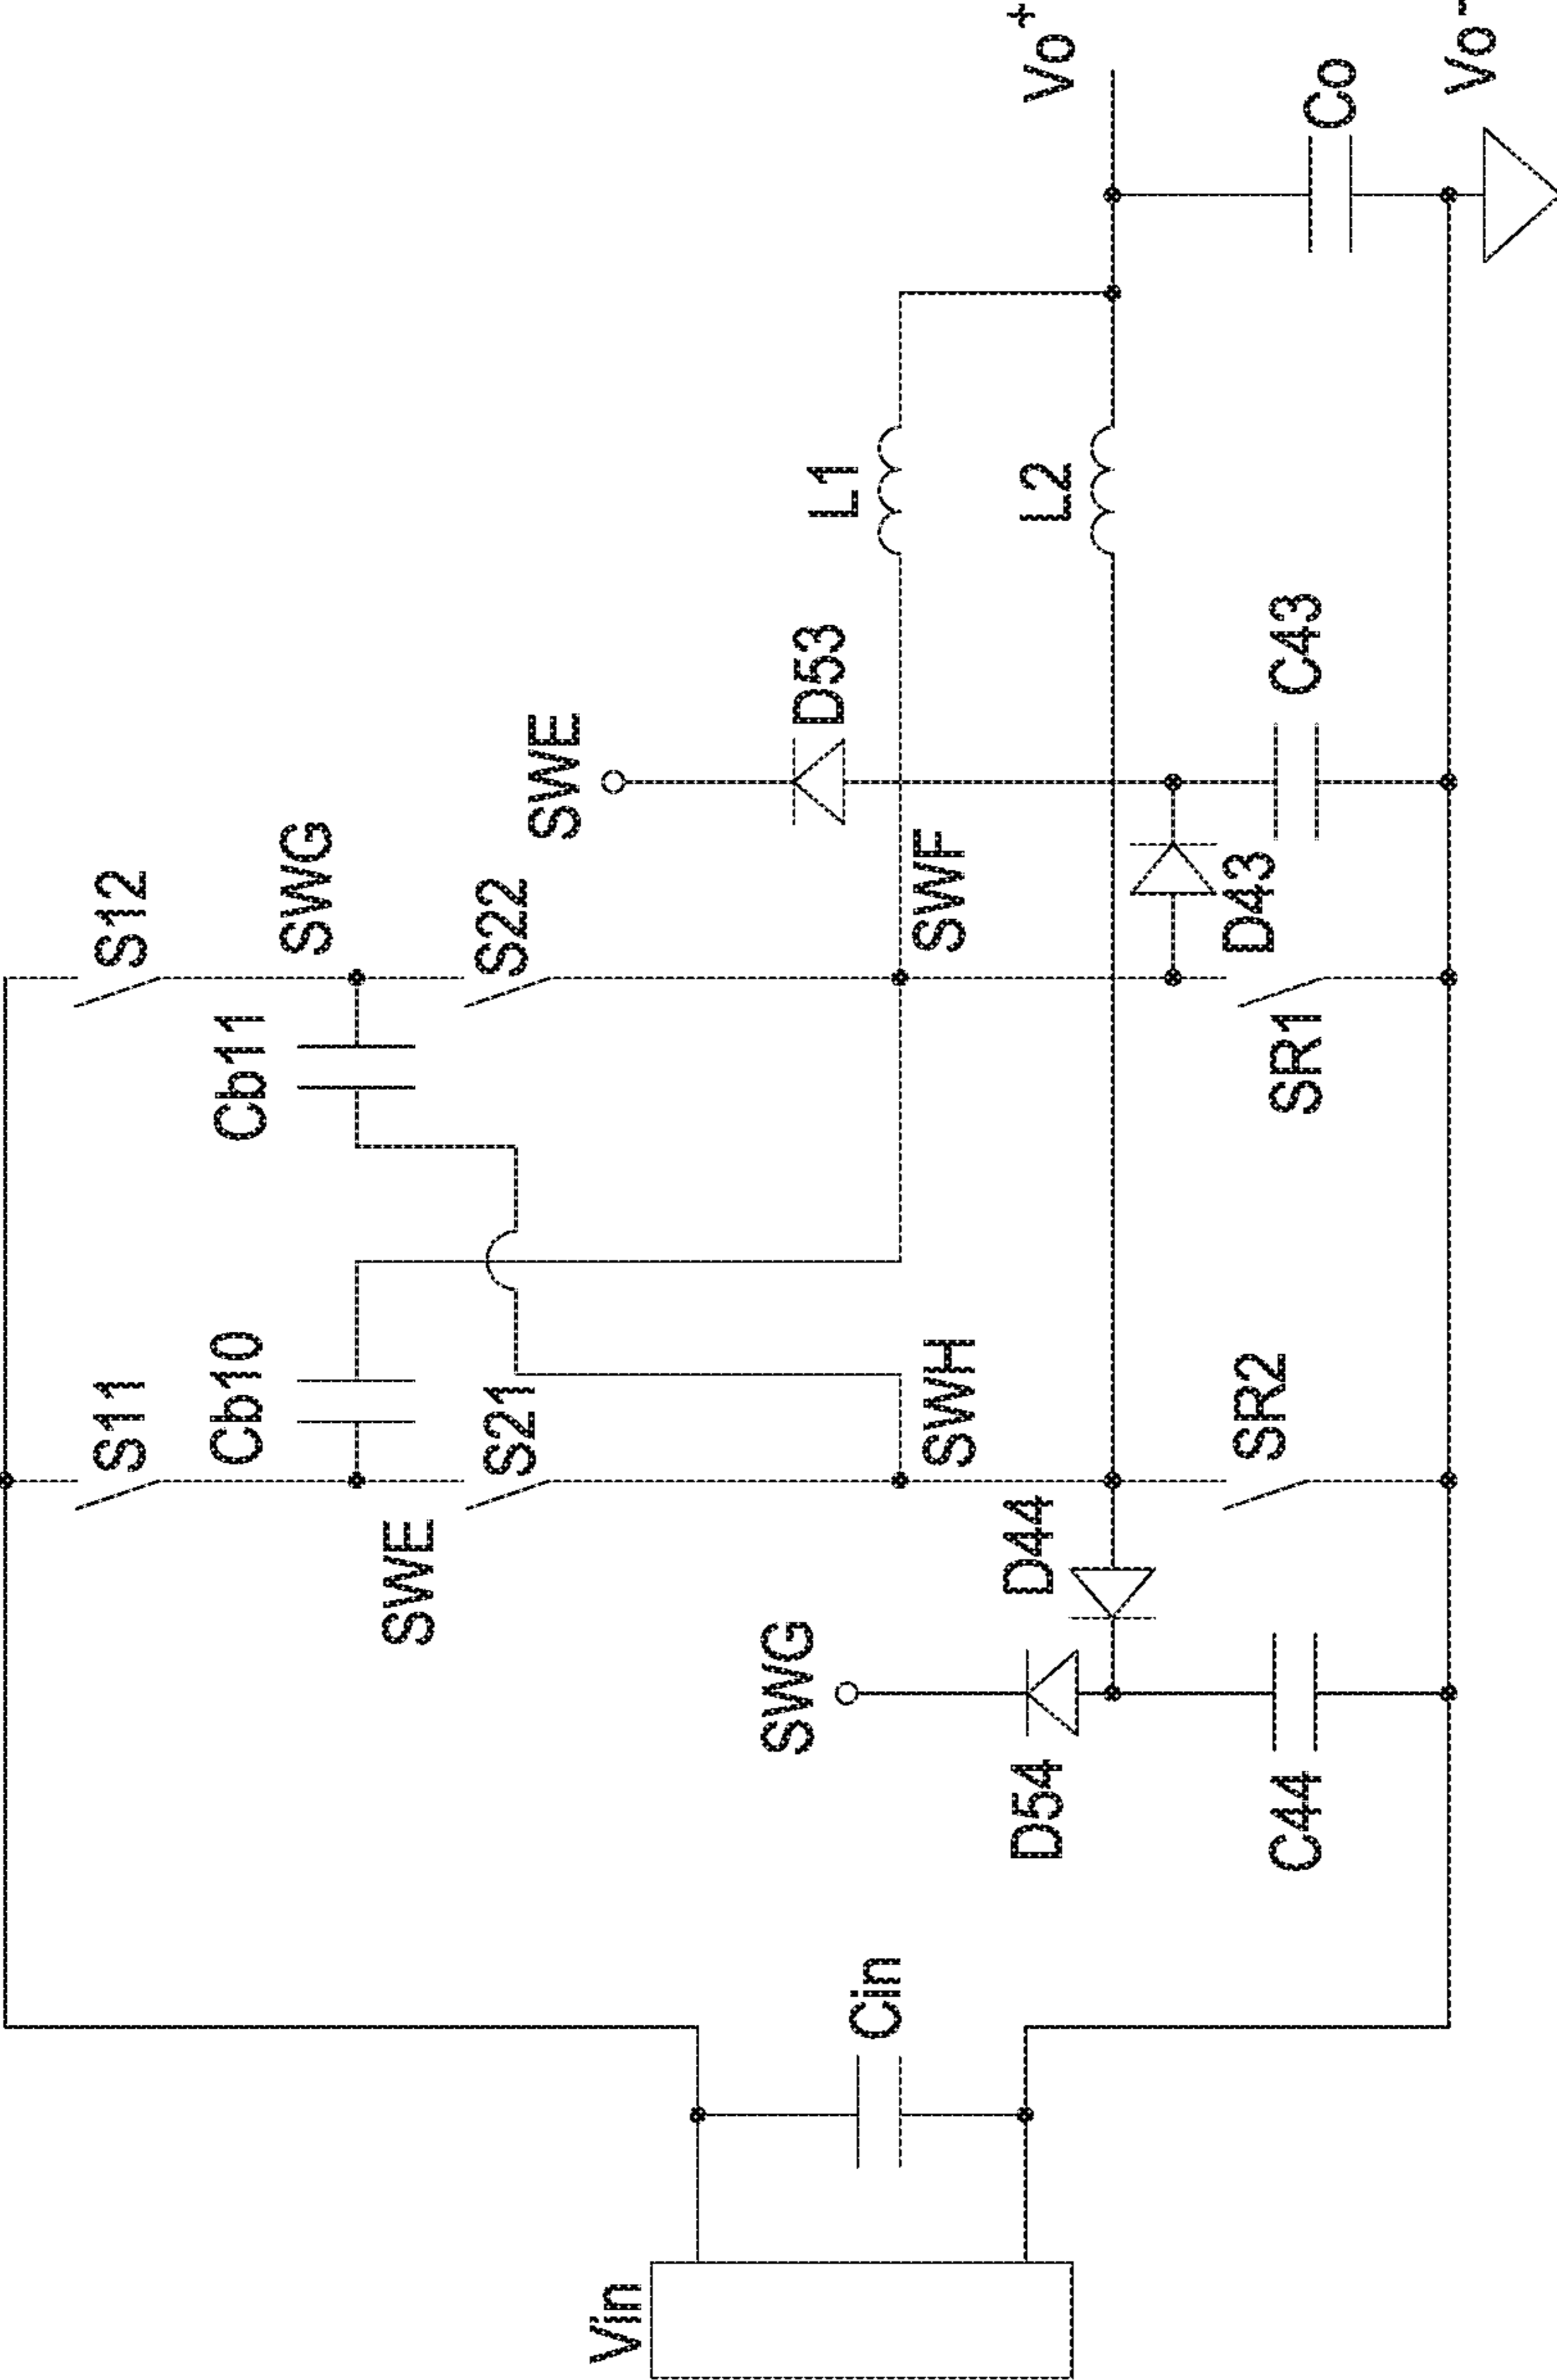 S11
S12
Cb10
Cb11
SWG
SWE
S21
S22
SWE
D53
L1
Vo+
SWG
SWH
SWF
L2
D54
D44
D43
Vin
Cin
C44
SR2
SR1
C43
Co
Vo-